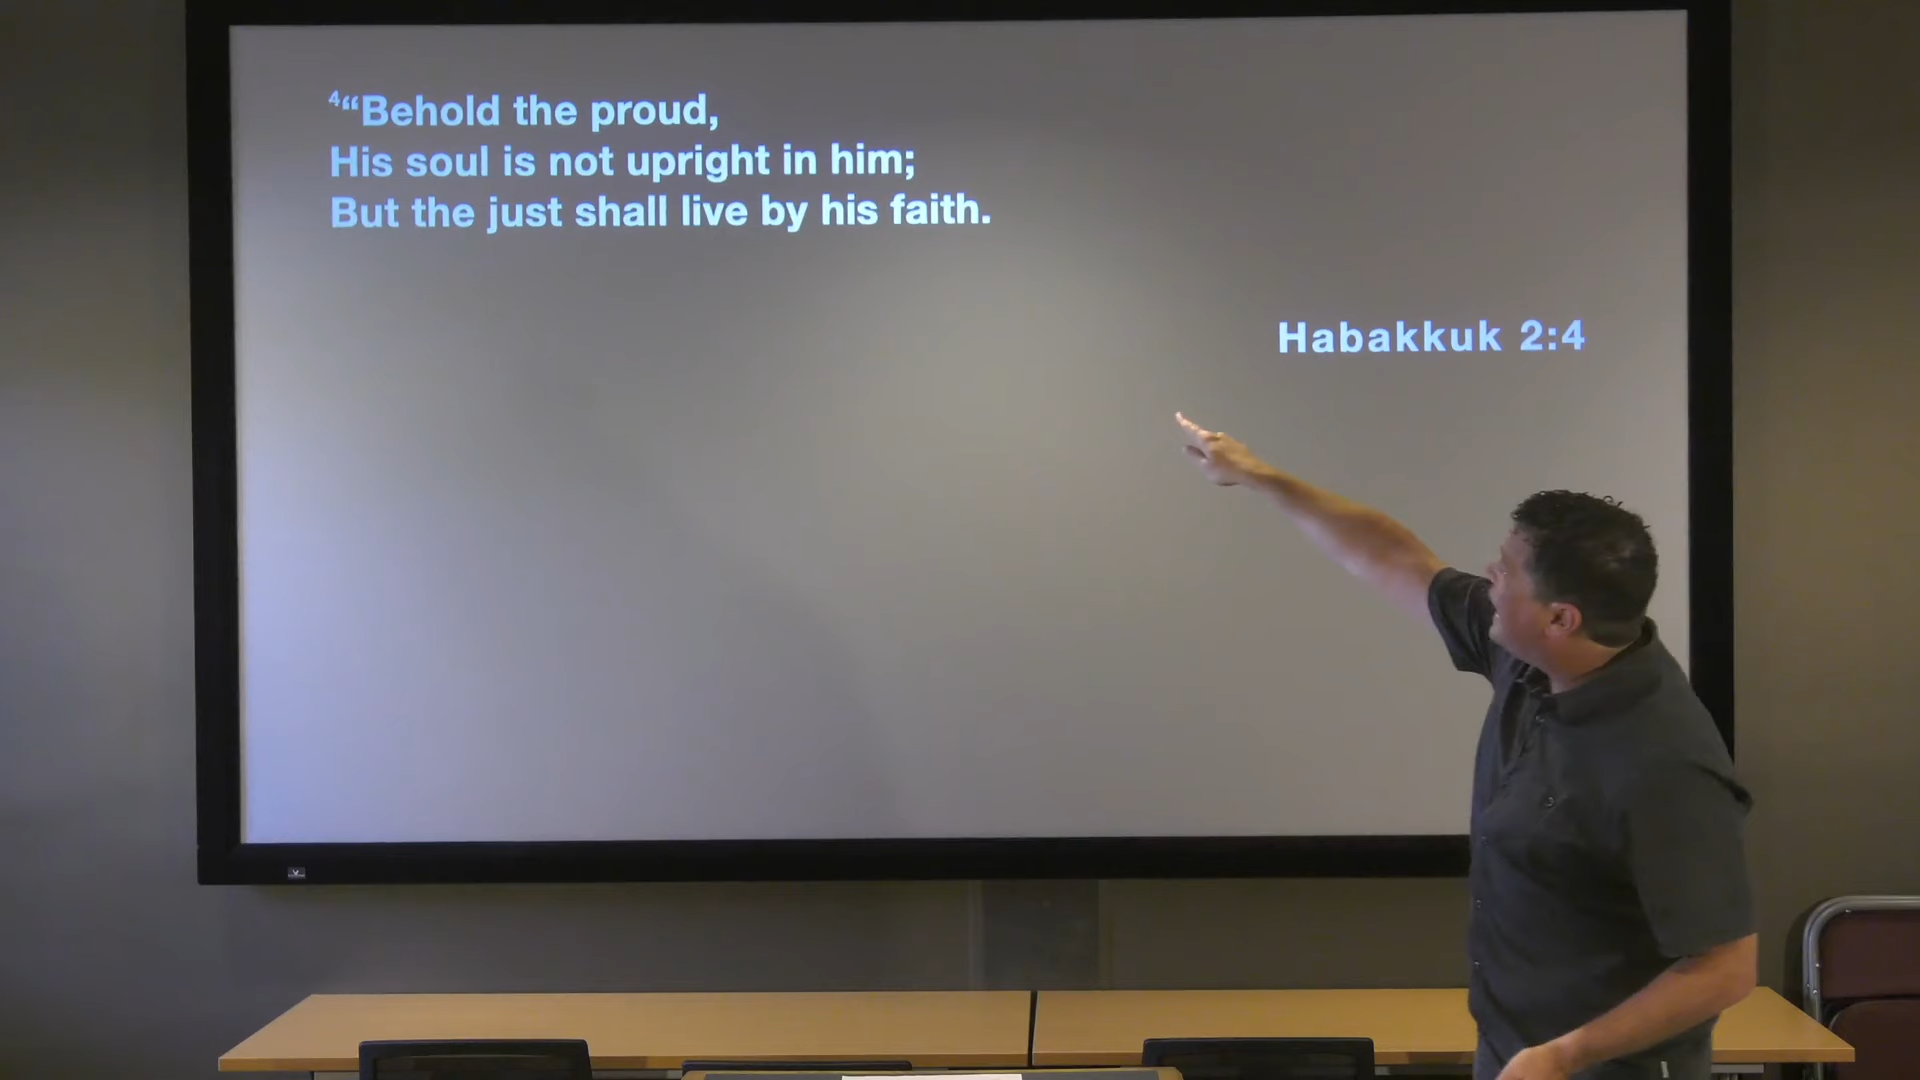 ⁴“Behold the proud,
His soul is not upright in him;
But the just shall live by his faith.
Habakkuk 2:4